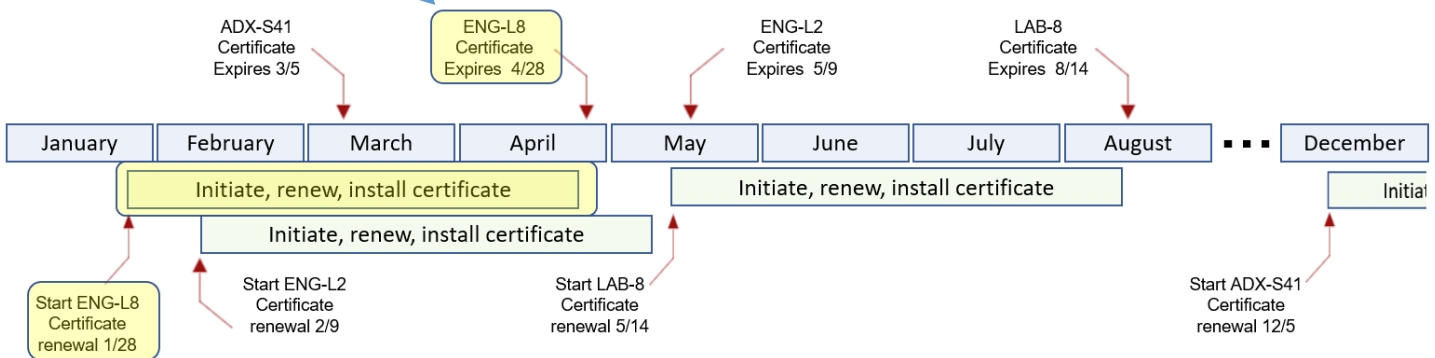 ADX-S41
Certificate
Expires 3/5
ENG-L8
Certificate
Expires 4/28
ENG-L2
Certificate
Expires 5/9
LAB-8
Certificate
Expires 8/14
January
February
March
April
May
June
July
August
December
Initiate, renew, install certificate
Initiate, renew, install certificate
Initiat
Initiate, renew, install certificate
Start ENG-L8
Certificate
renewal 1/28
Start ENG-L2
Certificate
renewal 2/9
Start LAB-8
Certificate
renewal 5/14
Start ADX-S41
Certificate
renewal 12/5